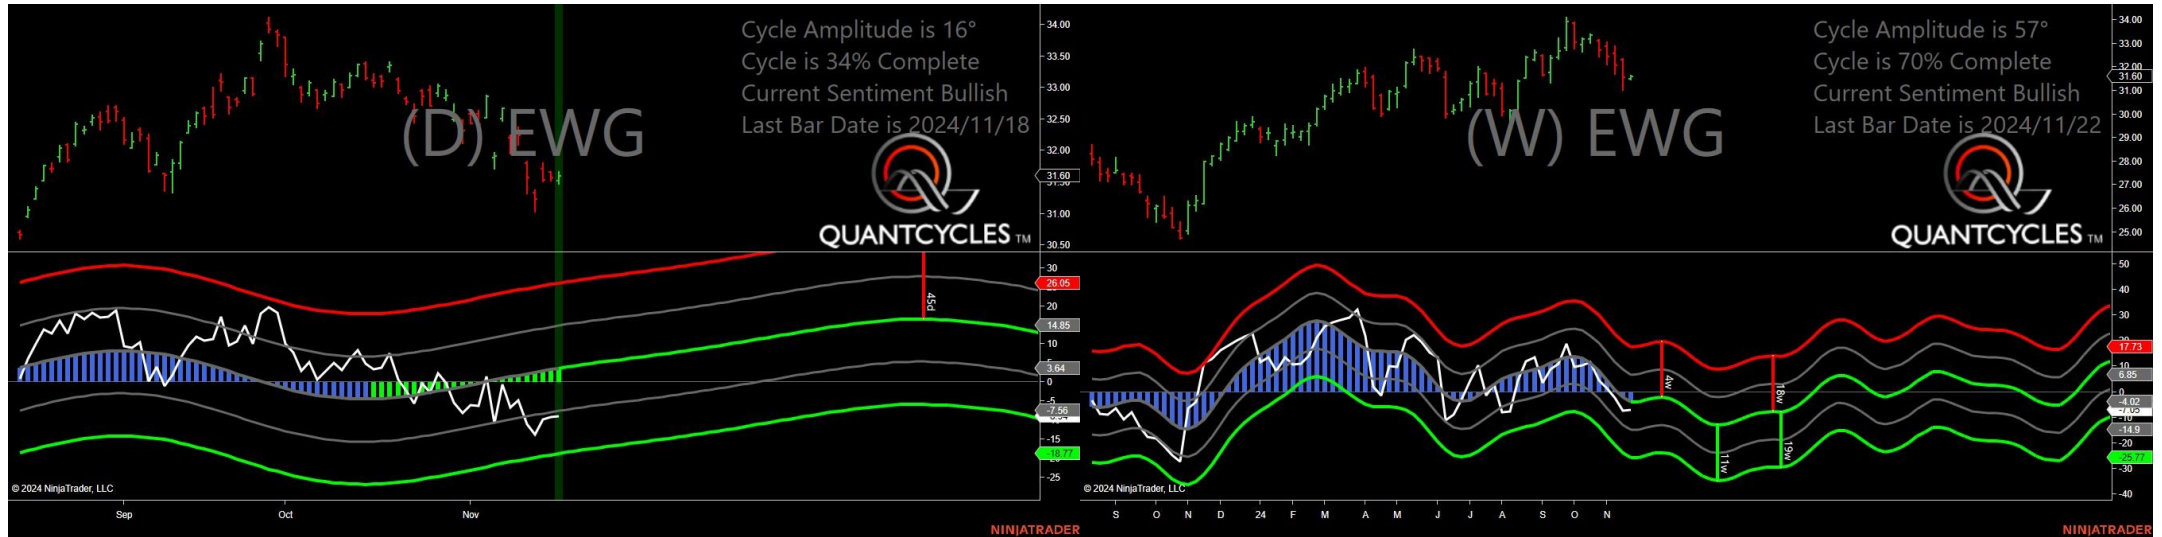 Cycle Amplitude is 16°
Cycle is 34% Complete
Current Sentiment Bullish
Last Bar Date is 2024/11/18
(D) EWG
QUANTCYCLES TM
34.00
33.50
33.00
32.50
32.00
31.60
31.00
30.50
30
26.05
20
14.85
10
5
3.64
0
-5
-7.56
-15
-18.77
-25
45d
© 2024 NinjaTrader, LLC
Sep Oct Nov
NINJATRADER
Cycle Amplitude is 57°
Cycle is 70% Complete
Current Sentiment Bullish
Last Bar Date is 2024/11/22
(W) EWG
QUANTCYCLES TM
34.00
33.00
32.00
31.60
31.00
30.00
29.00
28.00
27.00
26.00
25.00
50
40
30
17.73
6.85
0
-4.02
-7.05
-14.9
-20
-25.77
-30
-40
4w
11w
18w
19w
© 2024 NinjaTrader, LLC
S O N D 24 F M A M J J A S O N
NINJATRADER